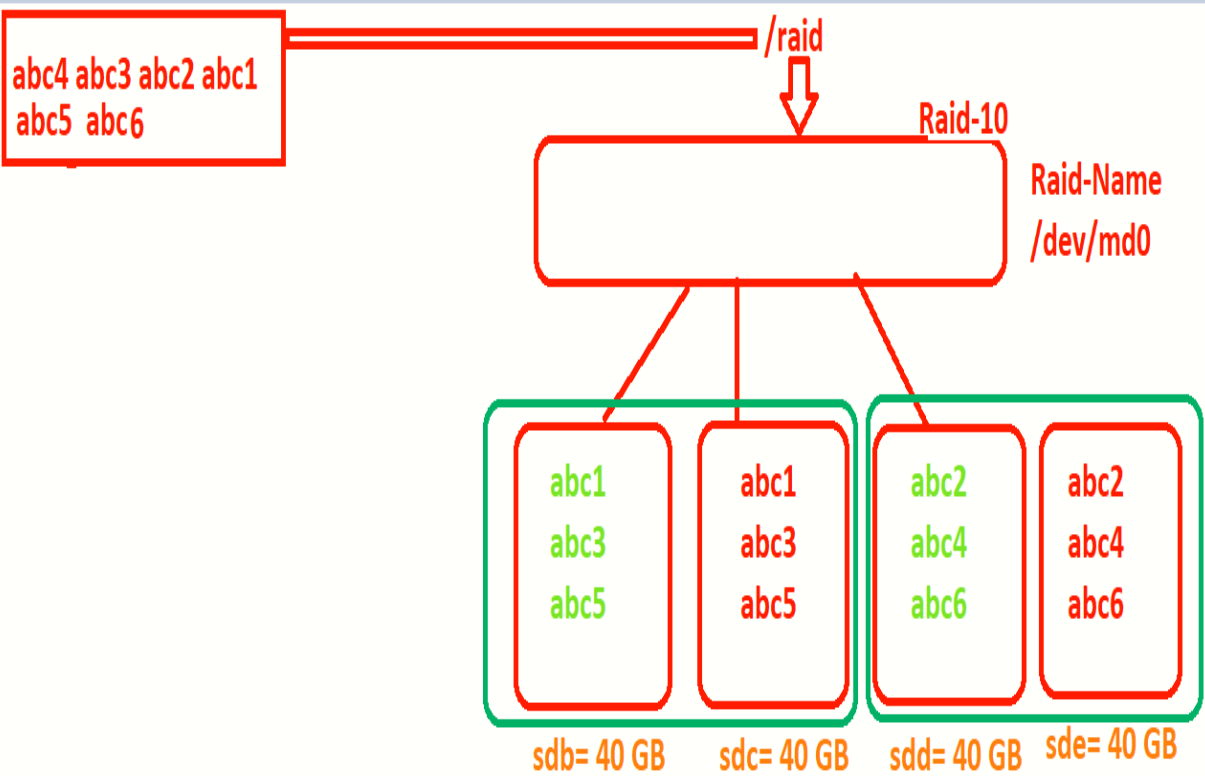 abc4 abc3 abc2 abc1
abc5 abc6
/raid
Raid-10
Raid-Name
/dev/md0
abc1
abc3
abc5
abc1
abc3
abc5
abc2
abc4
abc6
abc2
abc4
abc6
sdb= 40 GB
sdc= 40 GB
sdd= 40 GB
sde= 40 GB